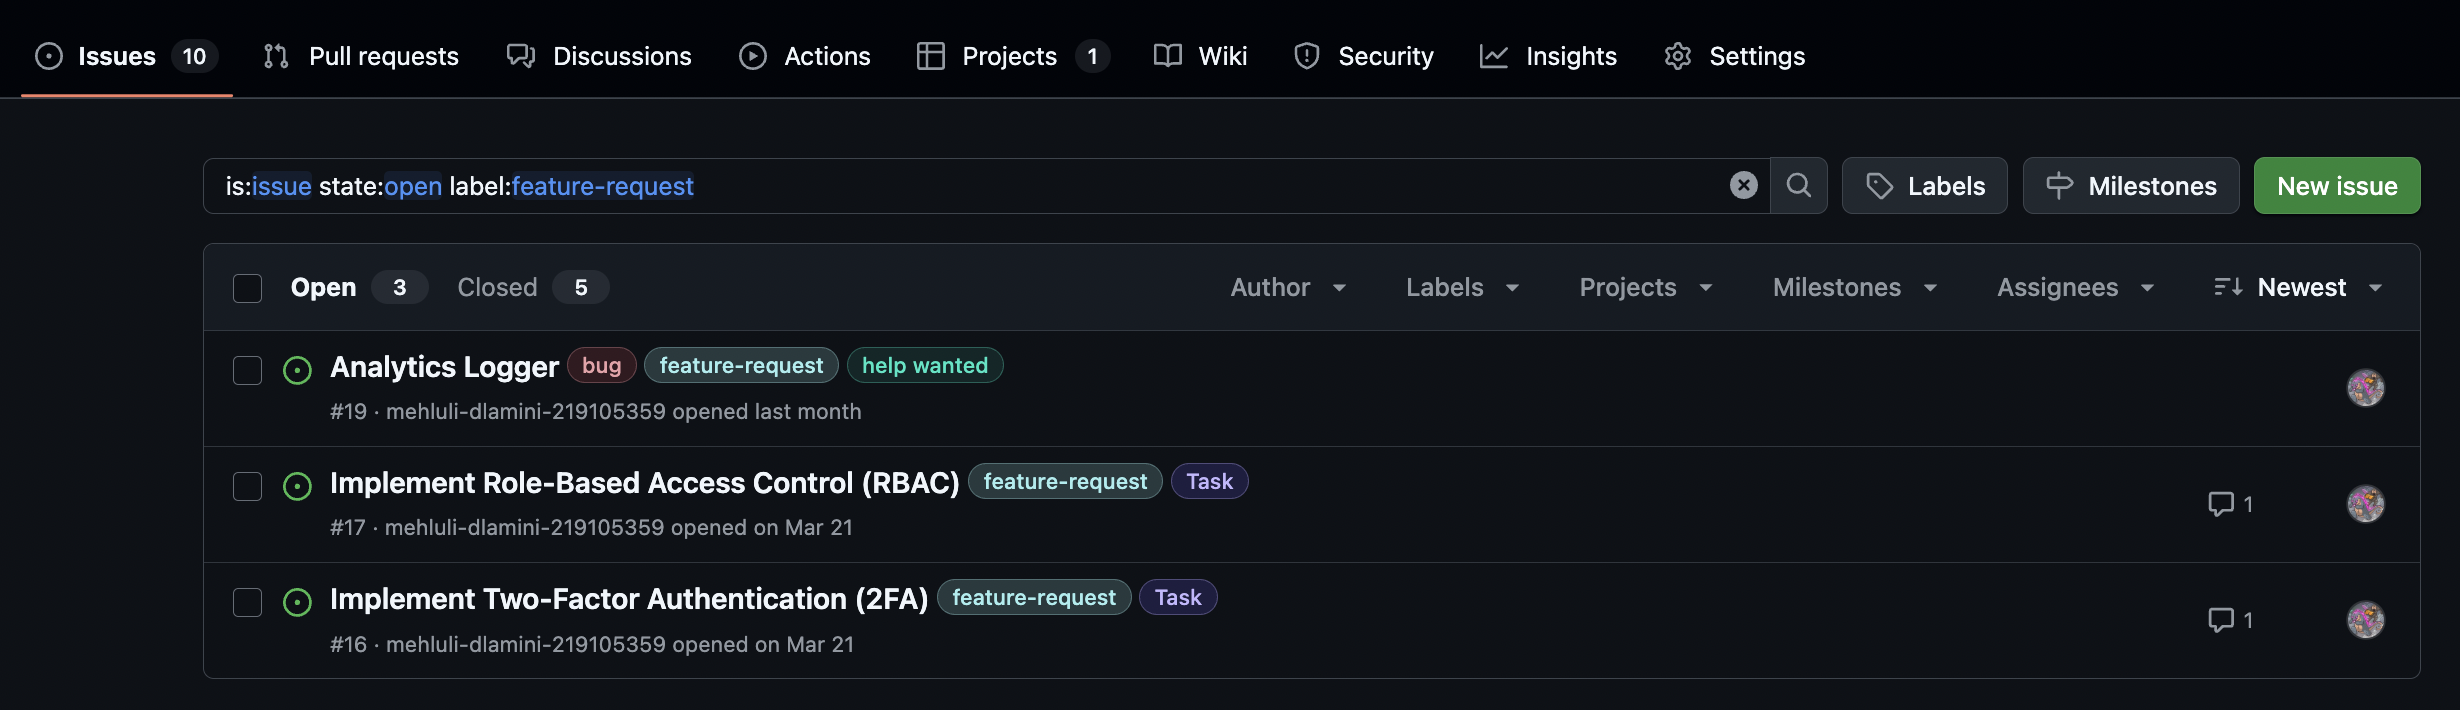 Issues 10 Pull requests Discussions Actions Projects 1 Wiki Security Insights Settings
is:issue state:open label:feature-request Labels Milestones New issue
Open 3 Closed 5 Author Labels Projects Milestones Assignees Newest
Analytics Logger bug feature-request help wanted
#19 · mehluli-dlamini-219105359 opened last month
Implement Role-Based Access Control (RBAC) feature-request Task
#17 · mehluli-dlamini-219105359 opened on Mar 21
1
Implement Two-Factor Authentication (2FA) feature-request Task
#16 · mehluli-dlamini-219105359 opened on Mar 21
1